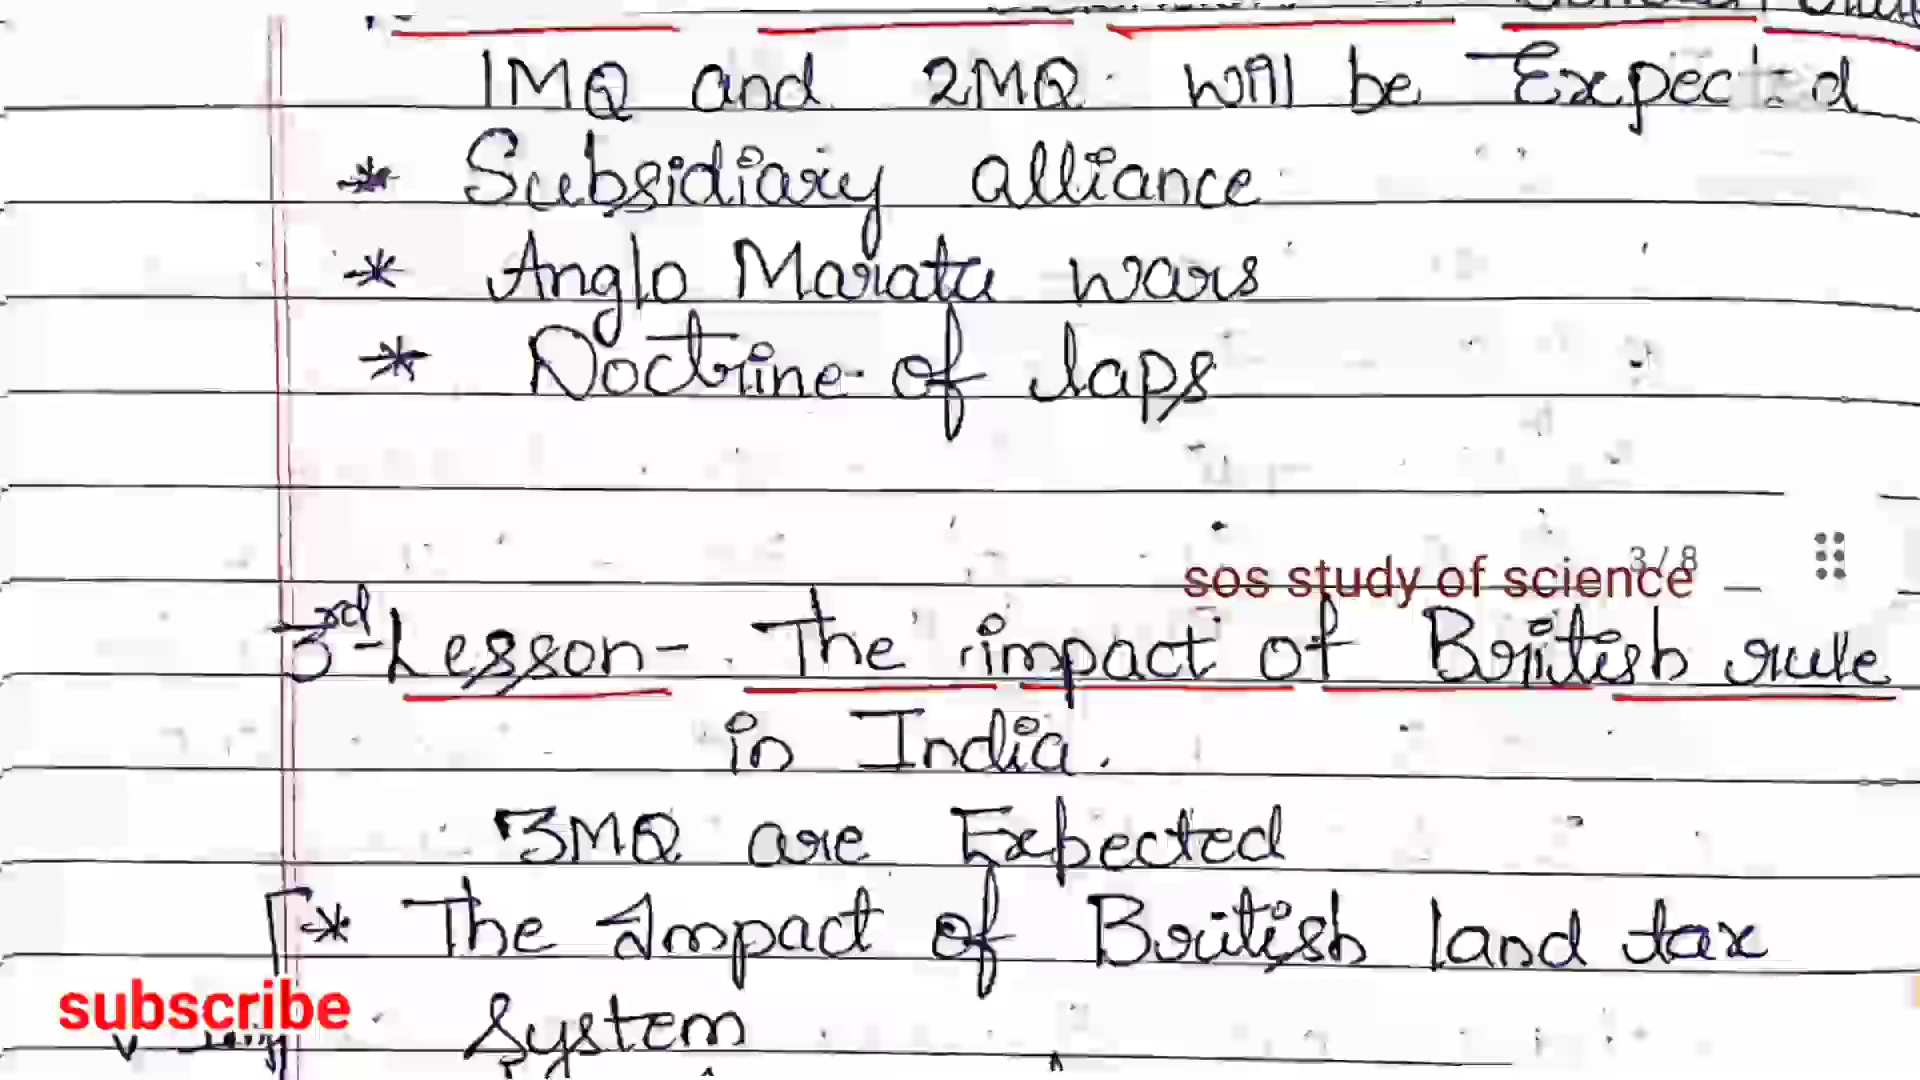 1MQ and 2MQ will be Expected
* Subsidiary alliance
* Anglo Marata wars
* Doctrine of laps
3/8
sos study of science
3rd Lesson - The impact of British rule
in India.
3MQ are Expected
* The Impact of British land tax
System
subscribe